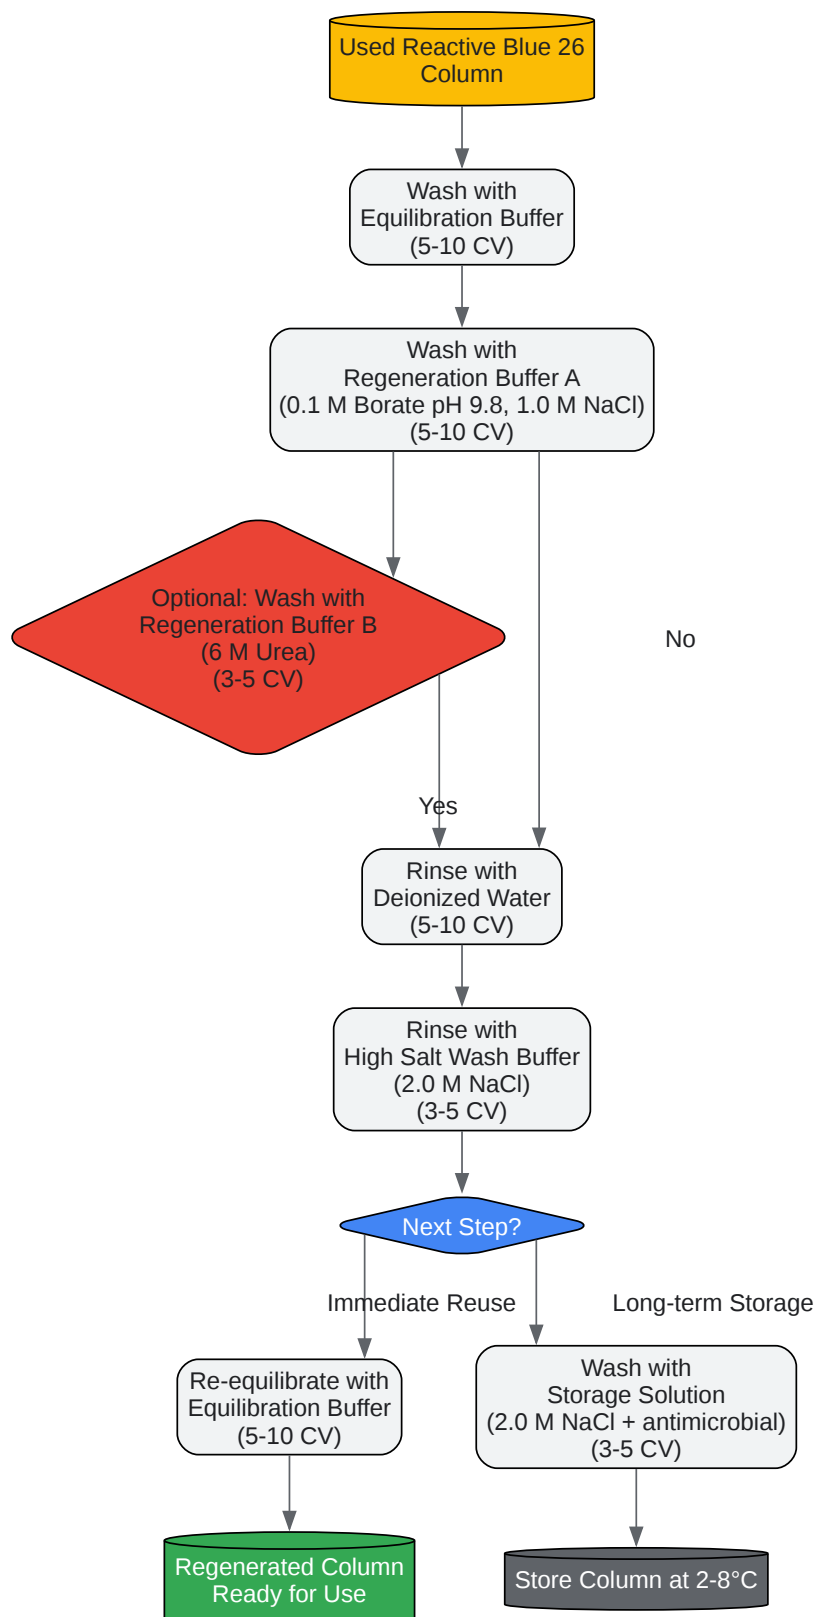 Used Reactive Blue 26
Column
Wash with
Equilibration Buffer
(5-10 CV)
Wash with
Regeneration Buffer A
(0.1 M Borate pH 9.8, 1.0 M NaCl)
(5-10 CV)
Optional: Wash with
Regeneration Buffer B
(6 M Urea)
(3-5 CV)
No
Yes
Rinse with
Deionized Water
(5-10 CV)
Rinse with
High Salt Wash Buffer
(2.0 M NaCl)
(3-5 CV)
Next Step?
Immediate Reuse
Long-term Storage
Re-equilibrate with
Equilibration Buffer
(5-10 CV)
Wash with
Storage Solution
(2.0 M NaCl + antimicrobial)
(3-5 CV)
Regenerated Column
Ready for Use
Store Column at 2-8°C